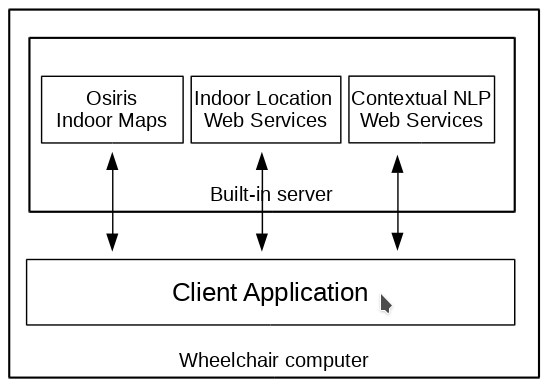 Osiris
Indoor Maps
Indoor Location
Web Services
Contextual NLP
Web Services
Built-in server
Client Application
Wheelchair computer